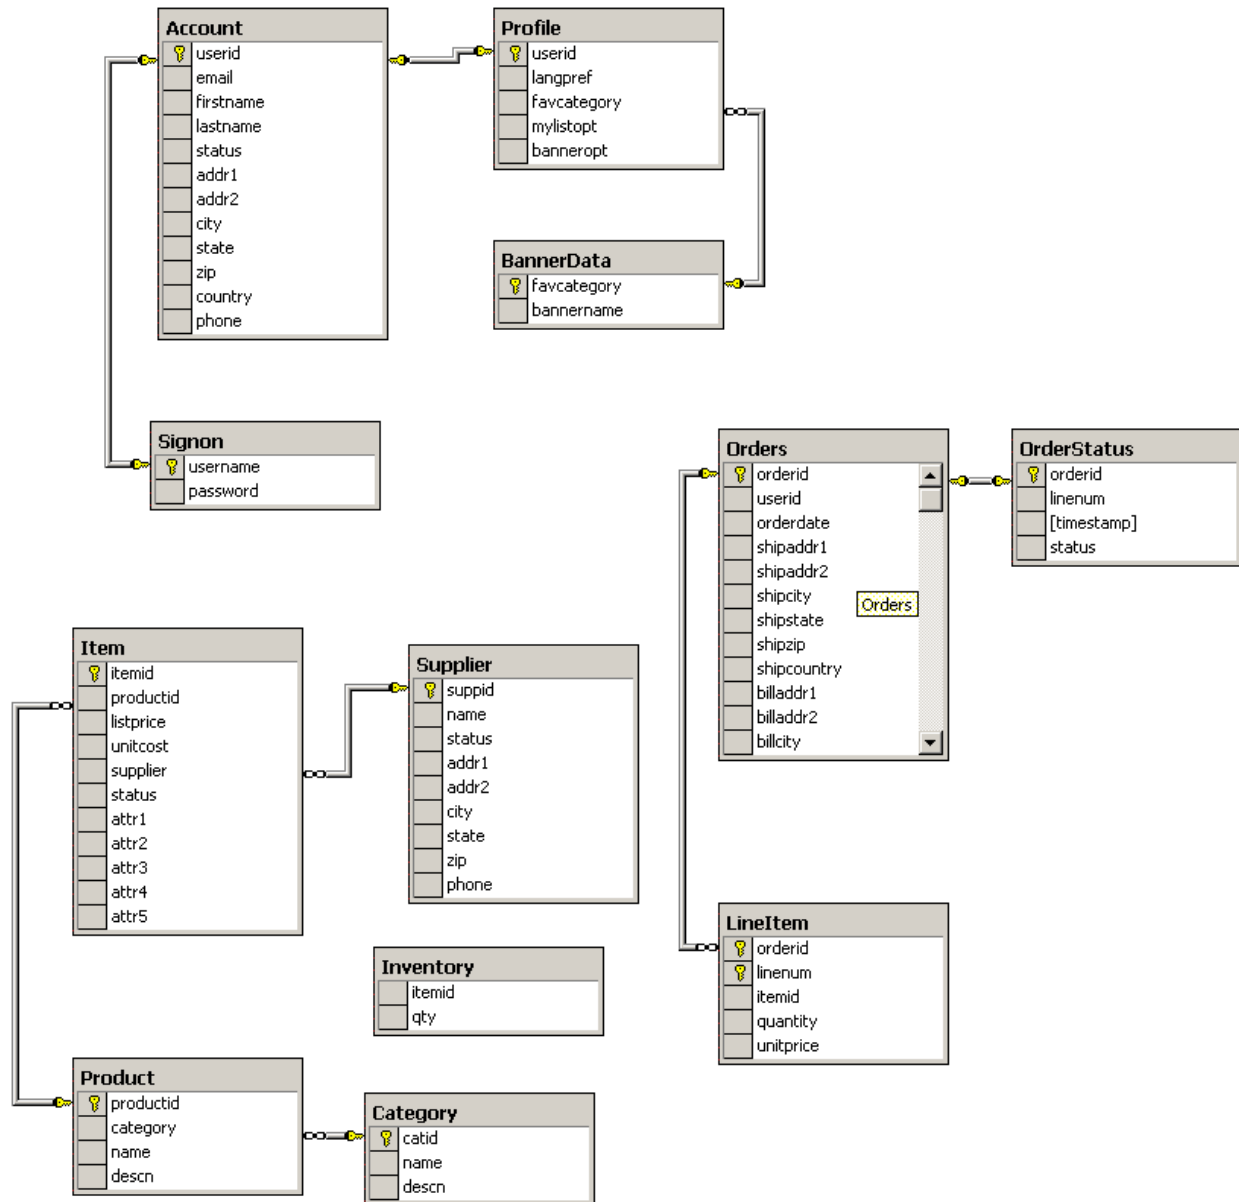 Account
userid
email
firstname
lastname
status
addr1
addr2
city
state
zip
country
phone
Profile
userid
langpref
favcategory
mylistopt
banneropt
BannerData
favcategory
bannername
Signon
username
password
Orders
orderid
userid
orderdate
shipaddr1
shipaddr2
shipcity
shipstate
shipzip
shipcountry
billaddr1
billaddr2
billcity
Orders
OrderStatus
orderid
linenum
[timestamp]
status
Item
itemid
productid
listprice
unitcost
supplier
status
attr1
attr2
attr3
attr4
attr5
Supplier
suppid
name
status
addr1
addr2
city
state
zip
phone
Inventory
itemid
qty
LineItem
orderid
linenum
itemid
quantity
unitprice
Product
productid
category
name
descn
Category
catid
name
descn